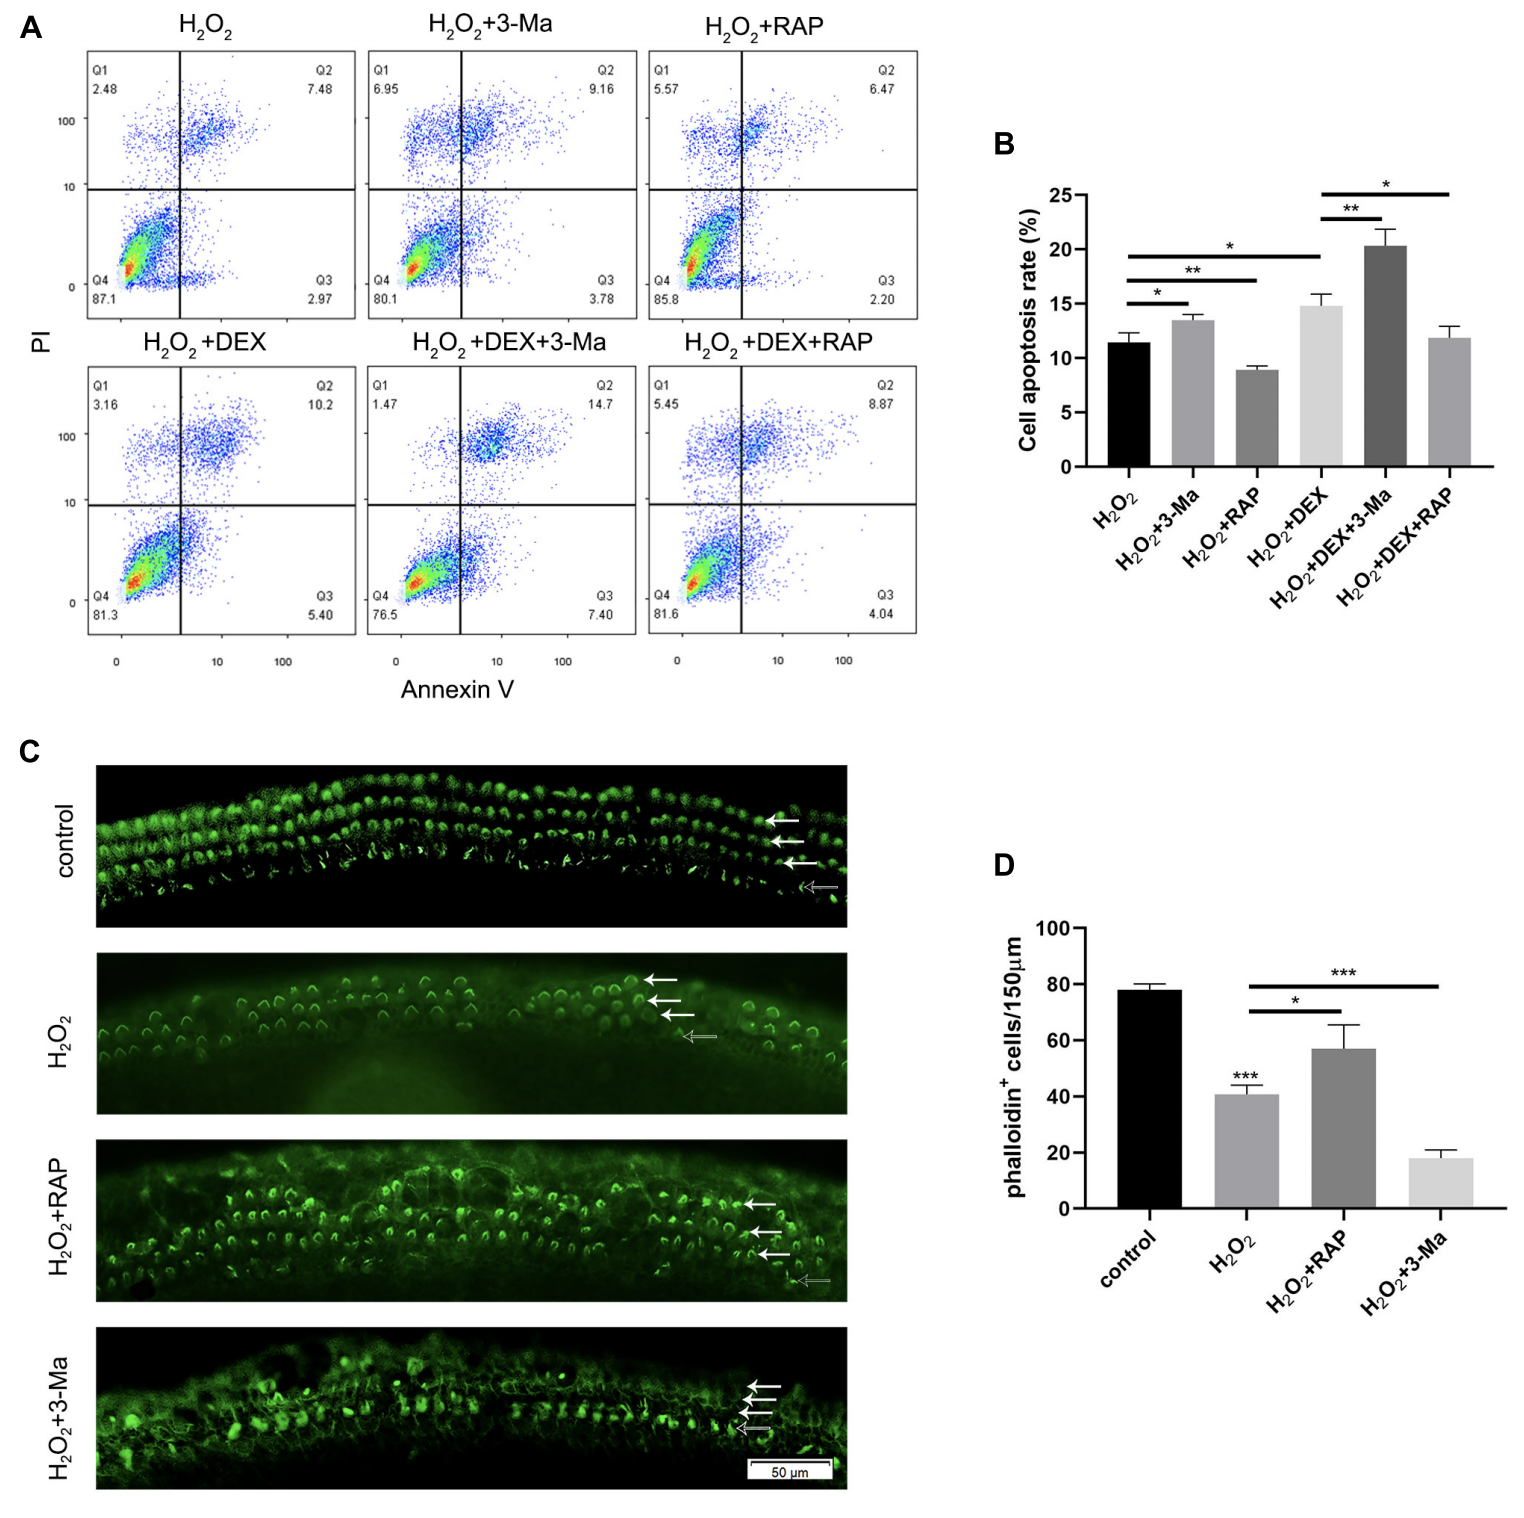 A
H₂O₂
H₂O₂+3-Ma
H₂O₂+RAP
Q1
2.48
Q2
7.48
Q4
87.1
Q3
2.97
Q1
6.95
Q2
9.16
Q4
80.1
Q3
3.78
Q1
5.57
Q2
6.47
Q4
85.8
Q3
2.20
100
10
0
PI
H₂O₂+DEX
H₂O₂+DEX+3-Ma
H₂O₂+DEX+RAP
Q1
3.16
Q2
10.2
Q4
81.3
Q3
5.40
Q1
1.47
Q2
14.7
Q4
76.5
Q3
7.40
Q1
5.45
Q2
8.87
Q4
81.6
Q3
4.04
100
10
0
0 10 100
0 10 100
0 10 100
Annexin V
B
Cell apoptosis rate (%)
25
20
15
10
5
0
*
**
*
**
*
*
H₂O₂
H₂O₂+3-Ma
H₂O₂+RAP
H₂O₂+DEX
H₂O₂+DEX+3-Ma
H₂O₂+DEX+RAP
C
control
H₂O₂
H₂O₂+RAP
H₂O₂+3-Ma
50 μm
D
phalloidin⁺ cells/150μm
100
80
60
40
20
0
***
*
***
control
H₂O₂
H₂O₂+RAP
H₂O₂+3-Ma